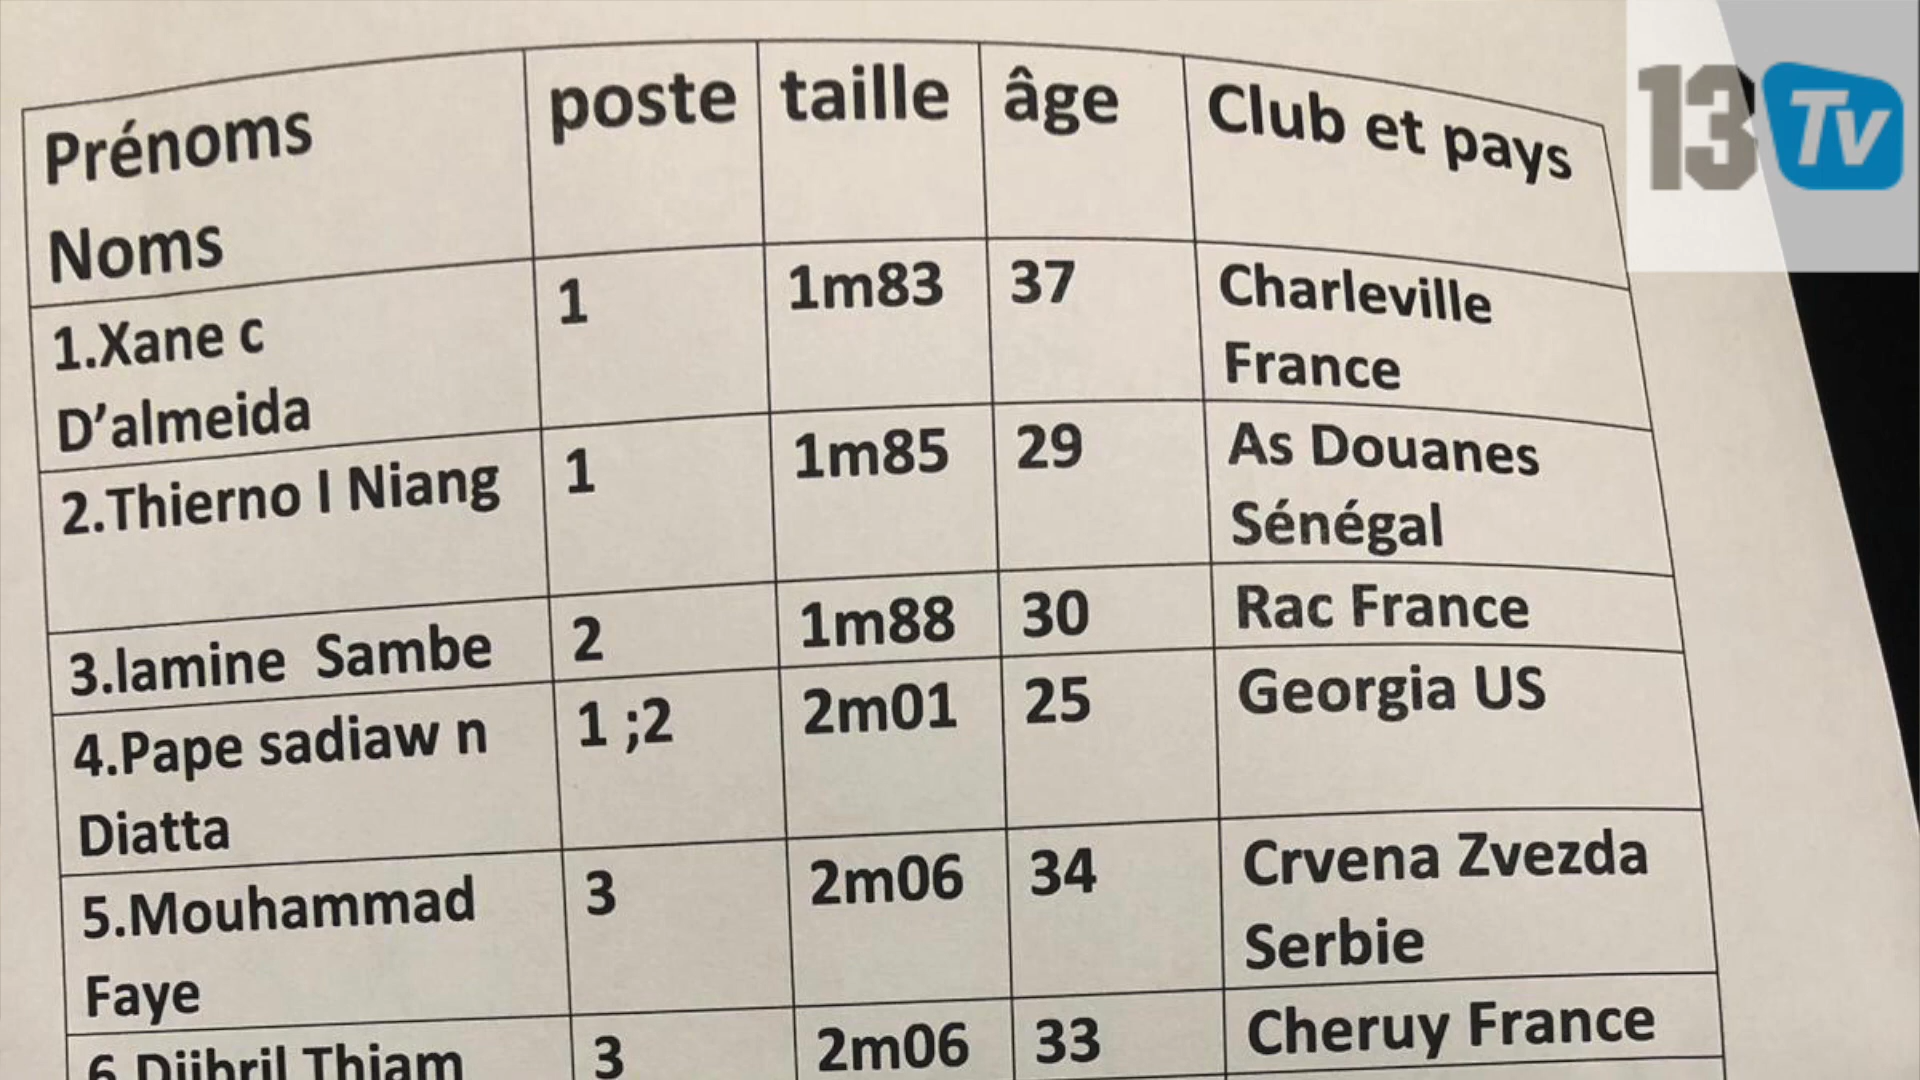 13 Tv
Prénoms
Noms
poste
taille
âge
Club et pays
1.Xane c
D’almeida
1
1m83
37
Charleville
France
2.Thierno I Niang
1
1m85
29
As Douanes
Sénégal
3.lamine Sambe
2
1m88
30
Rac France
4.Pape sadiaw n
Diatta
1 ;2
2m01
25
Georgia US
5.Mouhammad
Faye
3
2m06
34
Crvena Zvezda
Serbie
6.Djibril Thiam
3
2m06
33
Cheruy France